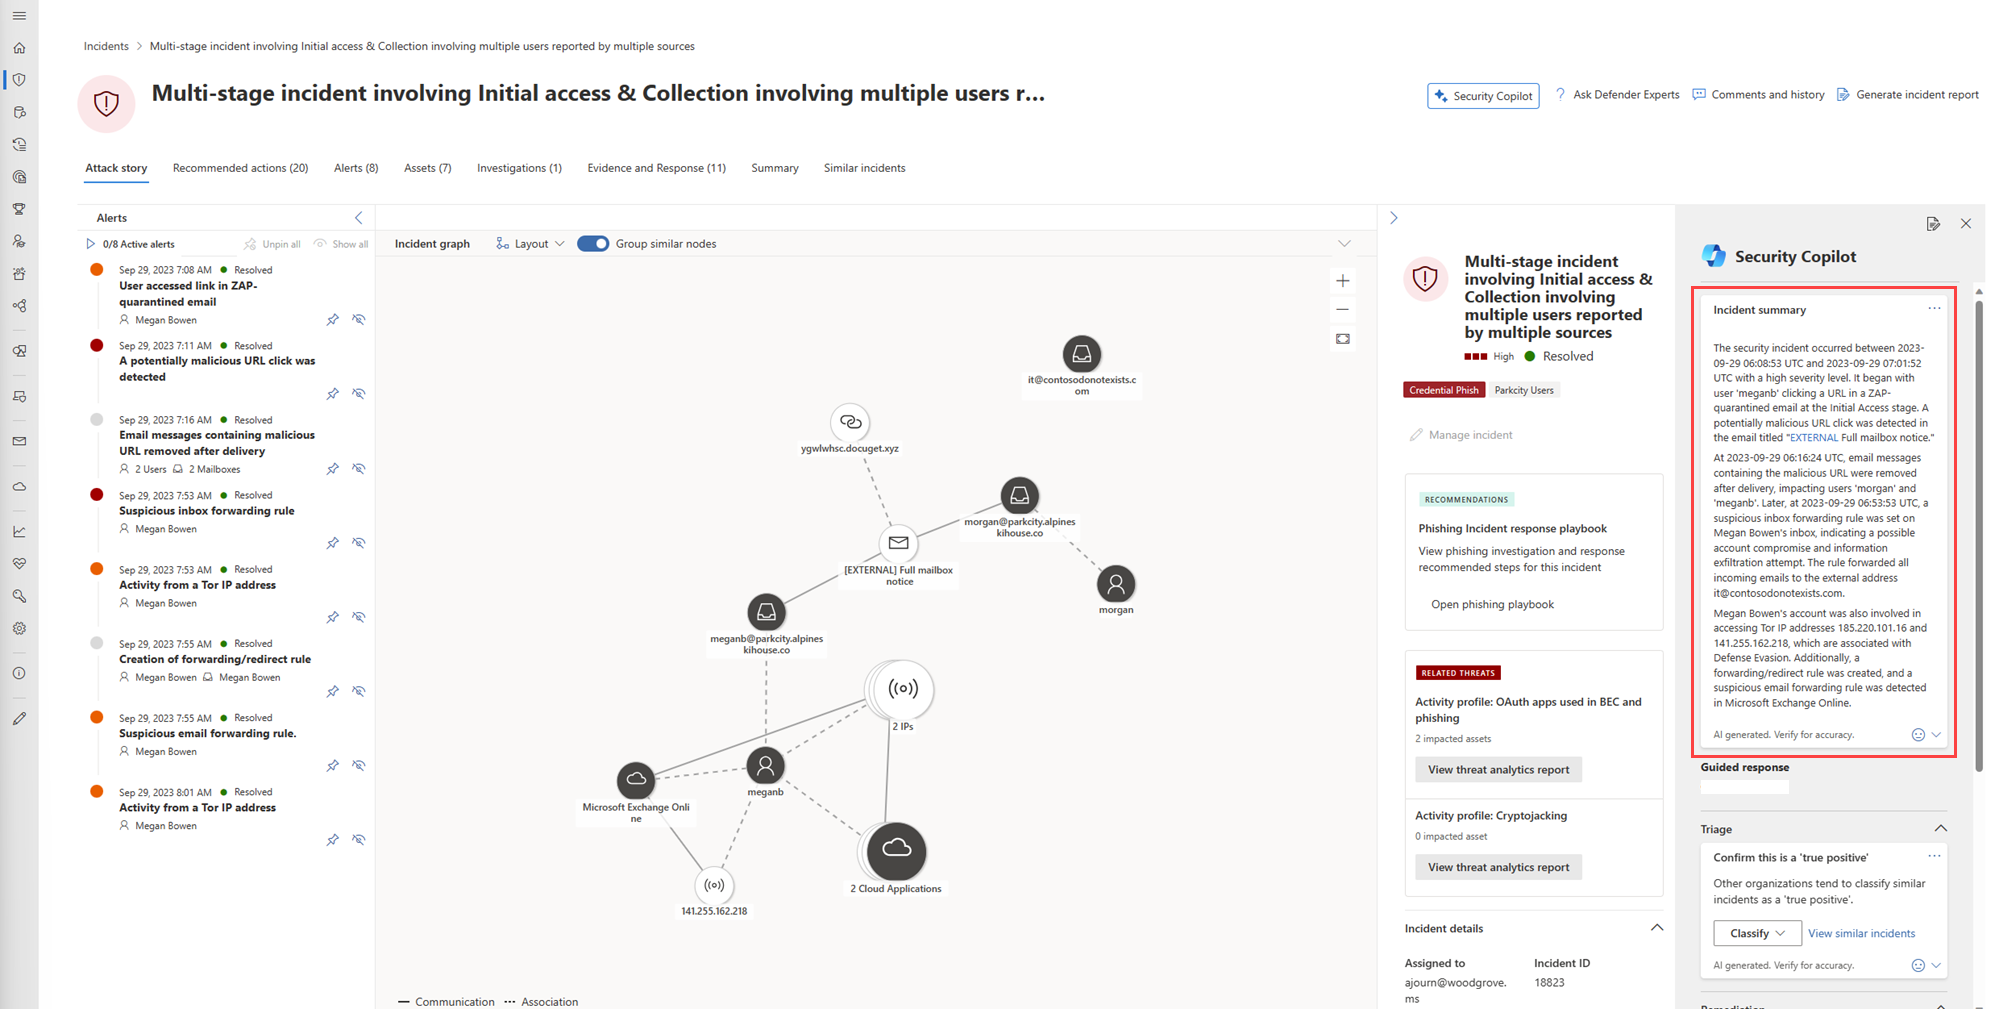 Incidents > Multi-stage incident involving Initial access & Collection involving multiple users reported by multiple sources
Multi-stage incident involving Initial access & Collection involving multiple users r...
Security Copilot
? Ask Defender Experts
Comments and history
Generate incident report
Attack story
Recommended actions (20)
Alerts (8)
Assets (7)
Investigations (1)
Evidence and Response (11)
Summary
Similar incidents
Alerts
0/8 Active alerts
Unpin all
Show all
Sep 29, 2023 7:08 AM Resolved
User accessed link in ZAP-
quarantined email
Megan Bowen
Sep 29, 2023 7:11 AM Resolved
A potentially malicious URL click was
detected
Sep 29, 2023 7:16 AM Resolved
Email messages containing malicious
URL removed after delivery
2 Users 2 Mailboxes
Sep 29, 2023 7:53 AM Resolved
Suspicious inbox forwarding rule
Megan Bowen
Sep 29, 2023 7:53 AM Resolved
Activity from a Tor IP address
Megan Bowen
Sep 29, 2023 7:55 AM Resolved
Creation of forwarding/redirect rule
Megan Bowen Megan Bowen
Sep 29, 2023 7:55 AM Resolved
Suspicious email forwarding rule.
Megan Bowen
Sep 29, 2023 8:01 AM Resolved
Activity from a Tor IP address
Megan Bowen
Incident graph
Layout
Group similar nodes
it@contosodonotexists.c
om
ygwlwhsc.docuget.xyz
morgan@parkcity.alpines
kihouse.co
[EXTERNAL] Full mailbox
notice
morgan
meganb@parkcity.alpines
kihouse.co
2 IPs
meganb
Microsoft Exchange Onli
ne
2 Cloud Applications
141.255.162.218
Communication
Association
Multi-stage incident
involving Initial access &
Collection involving
multiple users reported
by multiple sources
High Resolved
Credential Phish
Parkcity Users
Manage incident
RECOMMENDATIONS
Phishing Incident response playbook
View phishing investigation and response
recommended steps for this incident
Open phishing playbook
RELATED THREATS
Activity profile: OAuth apps used in BEC and
phishing
2 impacted assets
View threat analytics report
Activity profile: Cryptojacking
0 impacted asset
View threat analytics report
Incident details
Assigned to
ajourn@woodgrove.
ms
Incident ID
18823
Security Copilot
Incident summary
The security incident occurred between 2023-
09-29 06:08:53 UTC and 2023-09-29 07:01:52
UTC with a high severity level. It began with
user 'meganb' clicking a URL in a ZAP-
quarantined email at the Initial Access stage. A
potentially malicious URL click was detected in
the email titled "EXTERNAL Full mailbox notice."
At 2023-09-29 06:16:24 UTC, email messages
containing the malicious URL were removed
after delivery, impacting users 'morgan' and
'meganb'. Later, at 2023-09-29 06:53:53 UTC, a
suspicious inbox forwarding rule was set on
Megan Bowen's inbox, indicating a possible
account compromise and information
exfiltration attempt. The rule forwarded all
incoming emails to the external address
it@contosodonotexists.com.
Megan Bowen's account was also involved in
accessing Tor IP addresses 185.220.101.16 and
141.255.162.218, which are associated with
Defense Evasion. Additionally, a
forwarding/redirect rule was created, and a
suspicious email forwarding rule was detected
in Microsoft Exchange Online.
AI generated. Verify for accuracy.
Guided response
Triage
Confirm this is a 'true positive'
Other organizations tend to classify similar
incidents as a 'true positive'.
Classify
View similar incidents
AI generated. Verify for accuracy.
Remediation